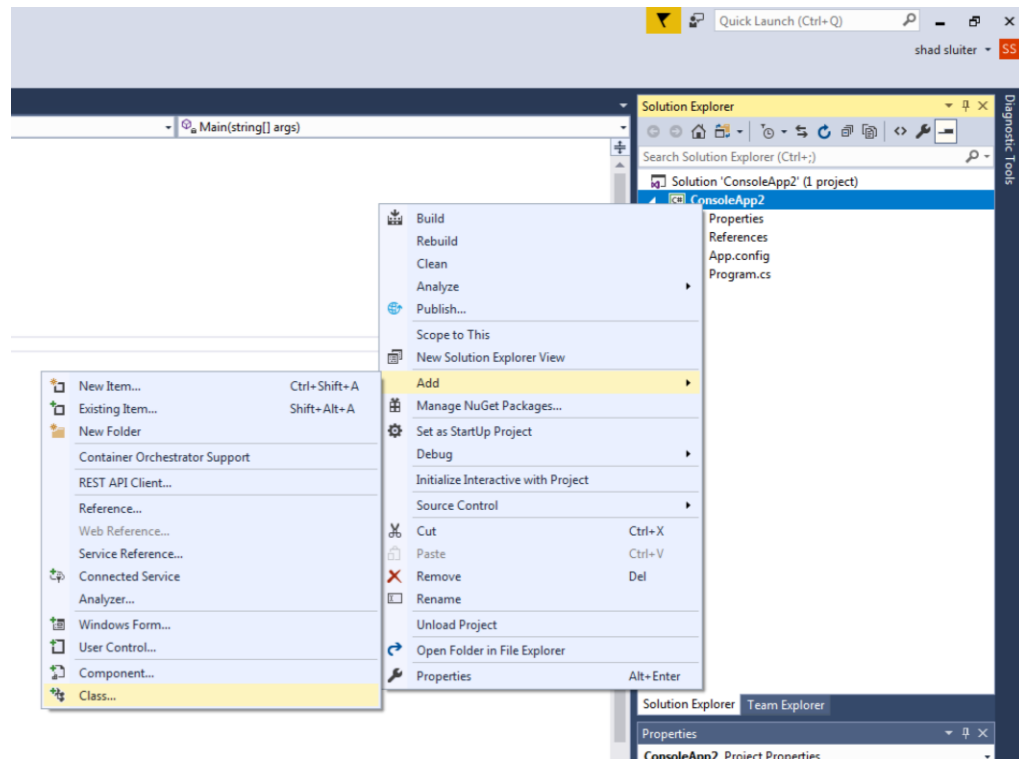 Quick Launch (Ctrl+Q)
shad sluiter
SS
Main(string[] args)
Solution Explorer
Search Solution Explorer (Ctrl+;)
Solution 'ConsoleApp2' (1 project)
C# ConsoleApp2
Properties
References
App.config
Program.cs
Diagnostic Tools
Build
Rebuild
Clean
Analyze
Publish...
Scope to This
New Solution Explorer View
Add
Manage NuGet Packages...
Set as StartUp Project
Debug
Initialize Interactive with Project
Source Control
Cut Ctrl+X
Paste Ctrl+V
Remove Del
Rename
Unload Project
Open Folder in File Explorer
Properties Alt+Enter
New Item... Ctrl+Shift+A
Existing Item... Shift+Alt+A
New Folder
Container Orchestrator Support
REST API Client...
Reference...
Web Reference...
Service Reference...
Connected Service
Analyzer...
Windows Form...
User Control...
Component...
Class...
Solution Explorer Team Explorer
Properties
ConsoleApp2 Project Properties